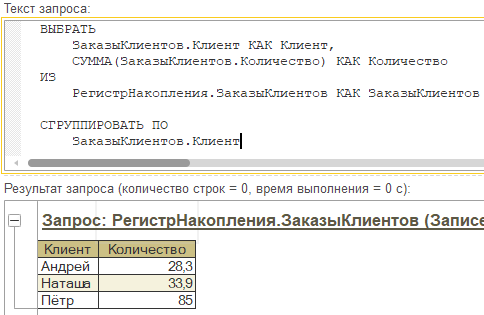 Текст запроса:
ВЫБРАТЬ
ЗаказыКлиентов.Клиент КАК Клиент,
СУММА(ЗаказыКлиентов.Количество) КАК Количество
ИЗ
РегистрНакопления.ЗаказыКлиентов КАК ЗаказыКлиентов
СГРУППИРОВАТЬ ПО
ЗаказыКлиентов.Клиент
Результат запроса (количество строк = 0, время выполнения = 0 с):
Запрос: РегистрНакопления.ЗаказыКлиентов (Записе
Клиент Количество
Андрей 28,3
Наташа 33,9
Пётр 85